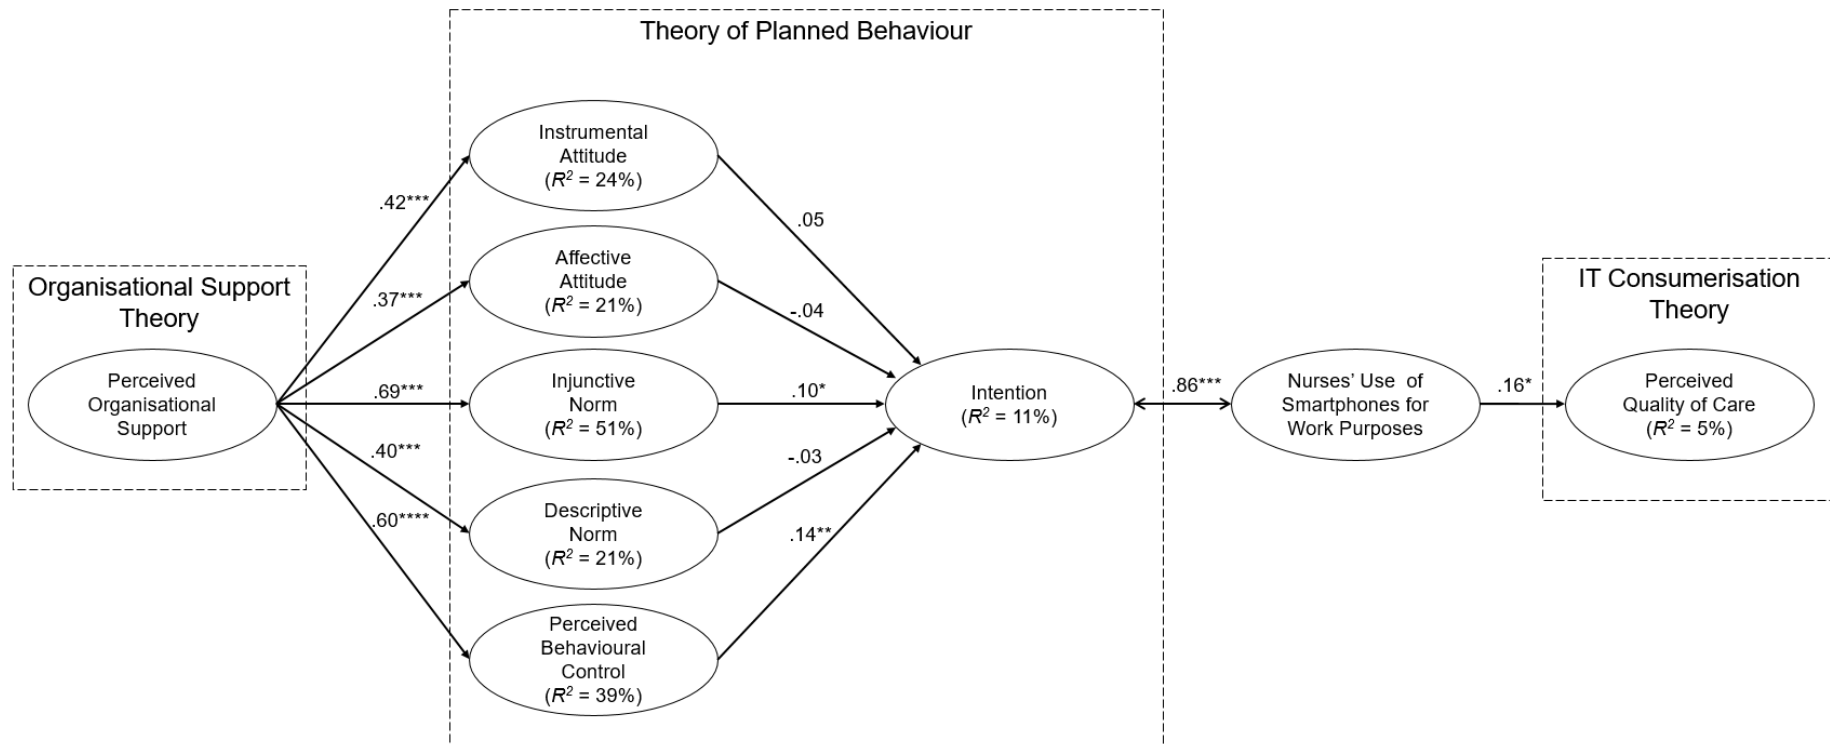 Theory of Planned Behaviour
Organisational Support
Theory
Perceived
Organisational
Support
.42***
.37***
.69***
.40***
.60****
Instrumental
Attitude
(R² = 24%)
Affective
Attitude
(R² = 21%)
Injunctive
Norm
(R² = 51%)
Descriptive
Norm
(R² = 21%)
Perceived
Behavioural
Control
(R² = 39%)
.05
-.04
.10*
-.03
.14**
Intention
(R² = 11%)
.86***
Nurses’ Use of
Smartphones for
Work Purposes
.16*
IT Consumerisation
Theory
Perceived
Quality of Care
(R² = 5%)